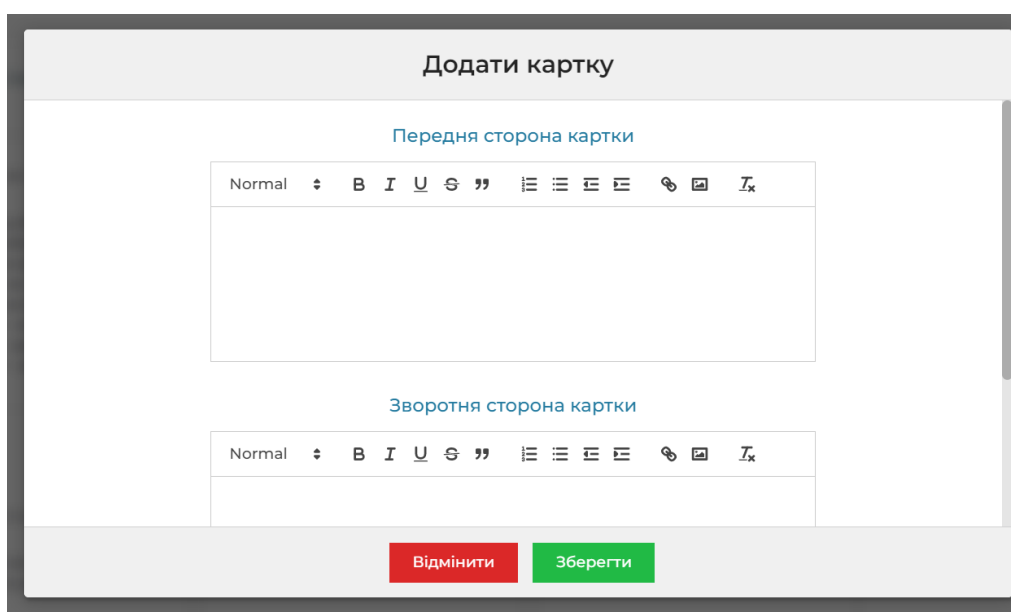 Додати картку
Передня сторона картки
Normal
Зворотня сторона картки
Normal
Відмінити Зберегти